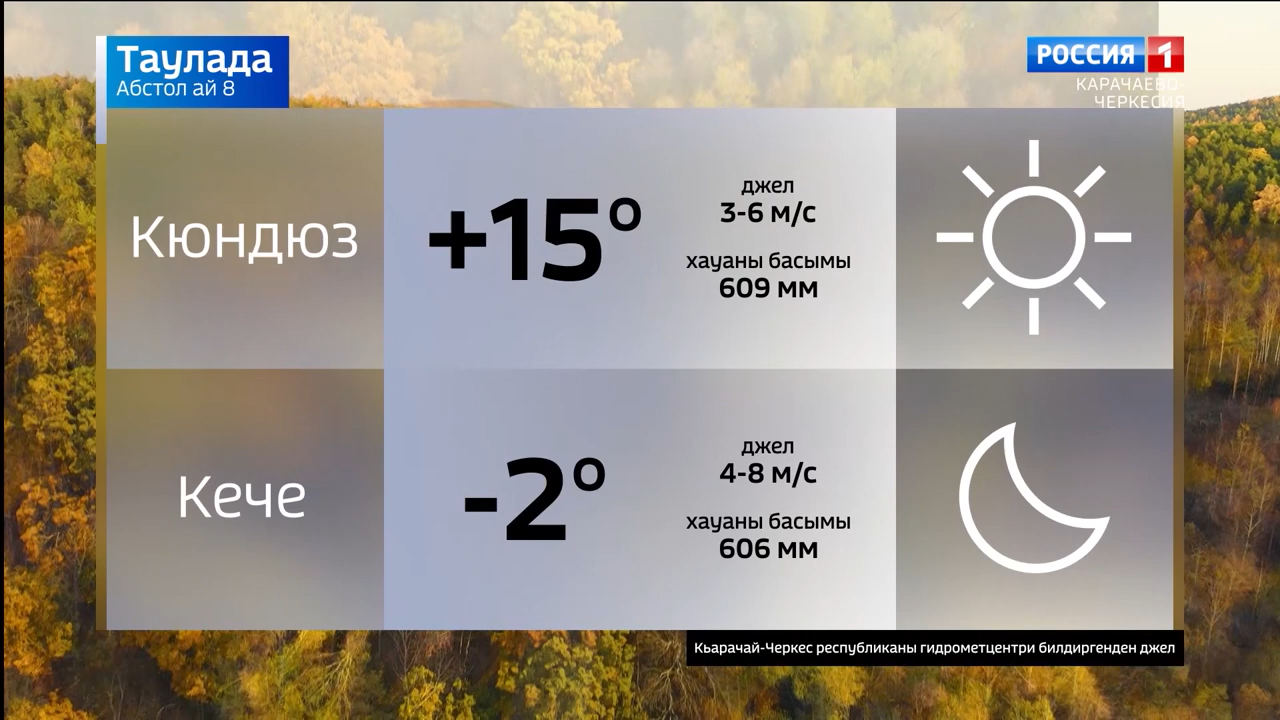 Таулада
Абстол ай 8
РОССИЯ 1
КАРАЧАЕВО-
ЧЕРКЕСИЯ
Кюндюз
+15°
джел
3-6 м/с
хауаны басымы
609 мм
Кече
-2°
джел
4-8 м/с
хауаны басымы
606 мм
Кьарачай-Черкес республиканы гидрометцентри билдиргенден джел